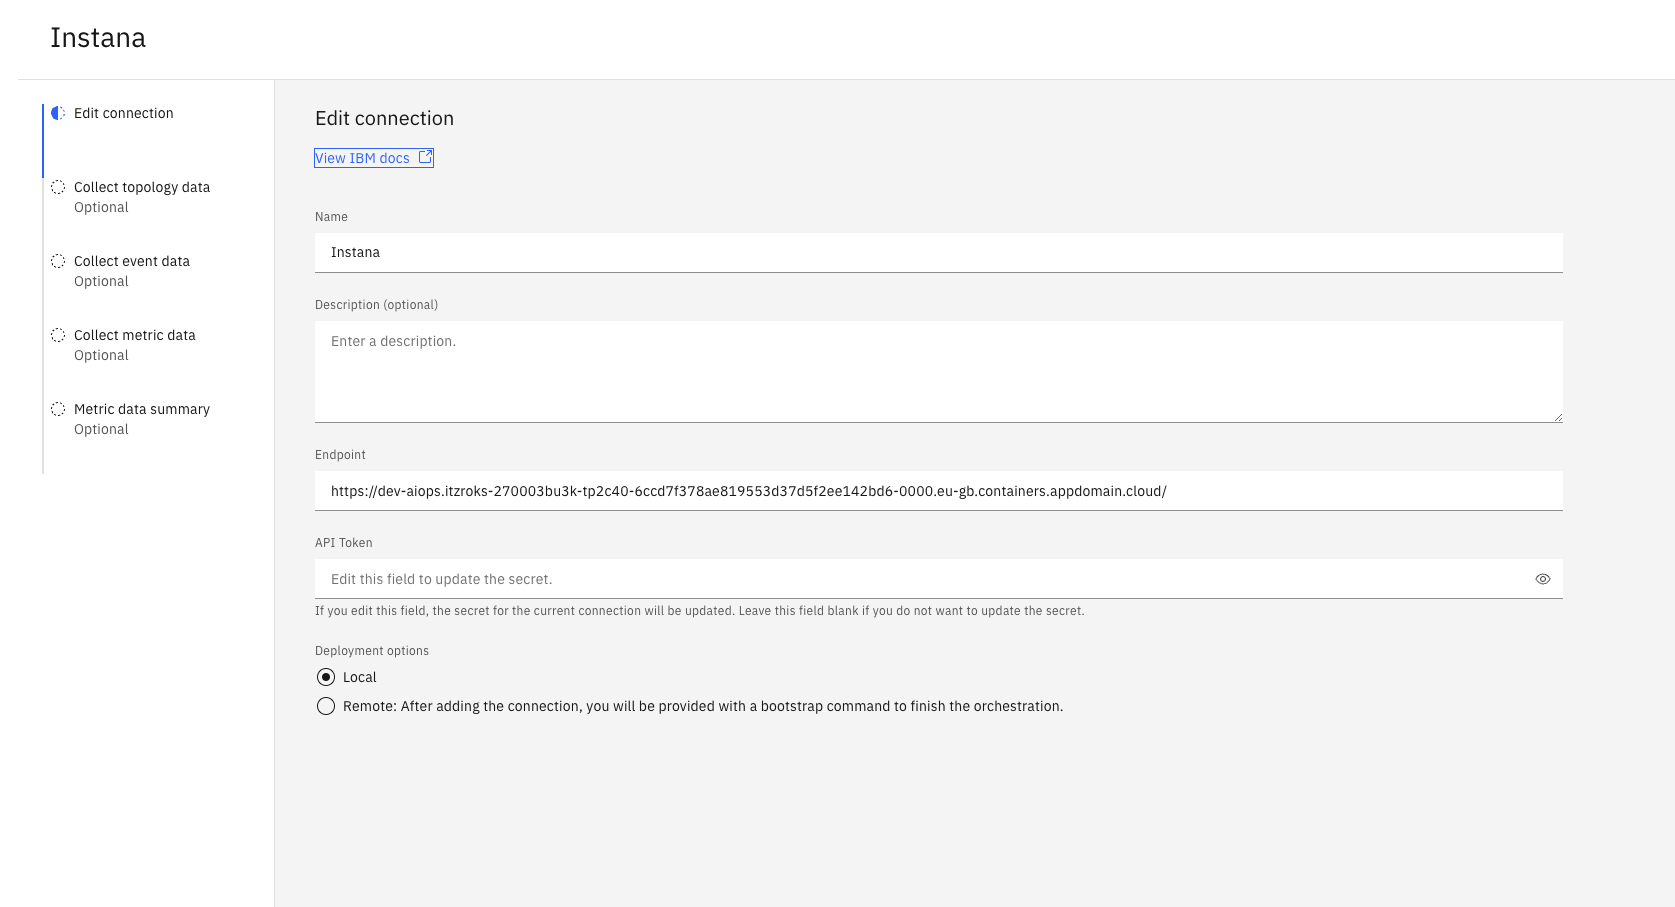 Instana
Edit connection
Collect topology data
Optional
Collect event data
Optional
Collect metric data
Optional
Metric data summary
Optional
Edit connection
View IBM docs
Name
Instana
Description (optional)
Enter a description.
Endpoint
https://dev-aiops.itzroks-270003bu3k-tp2c40-6ccd7f378ae819553d37d5f2ee142bd6-0000.eu-gb.containers.appdomain.cloud/
API Token
Edit this field to update the secret.
If you edit this field, the secret for the current connection will be updated. Leave this field blank if you do not want to update the secret.
Deployment options
Local
Remote: After adding the connection, you will be provided with a bootstrap command to finish the orchestration.